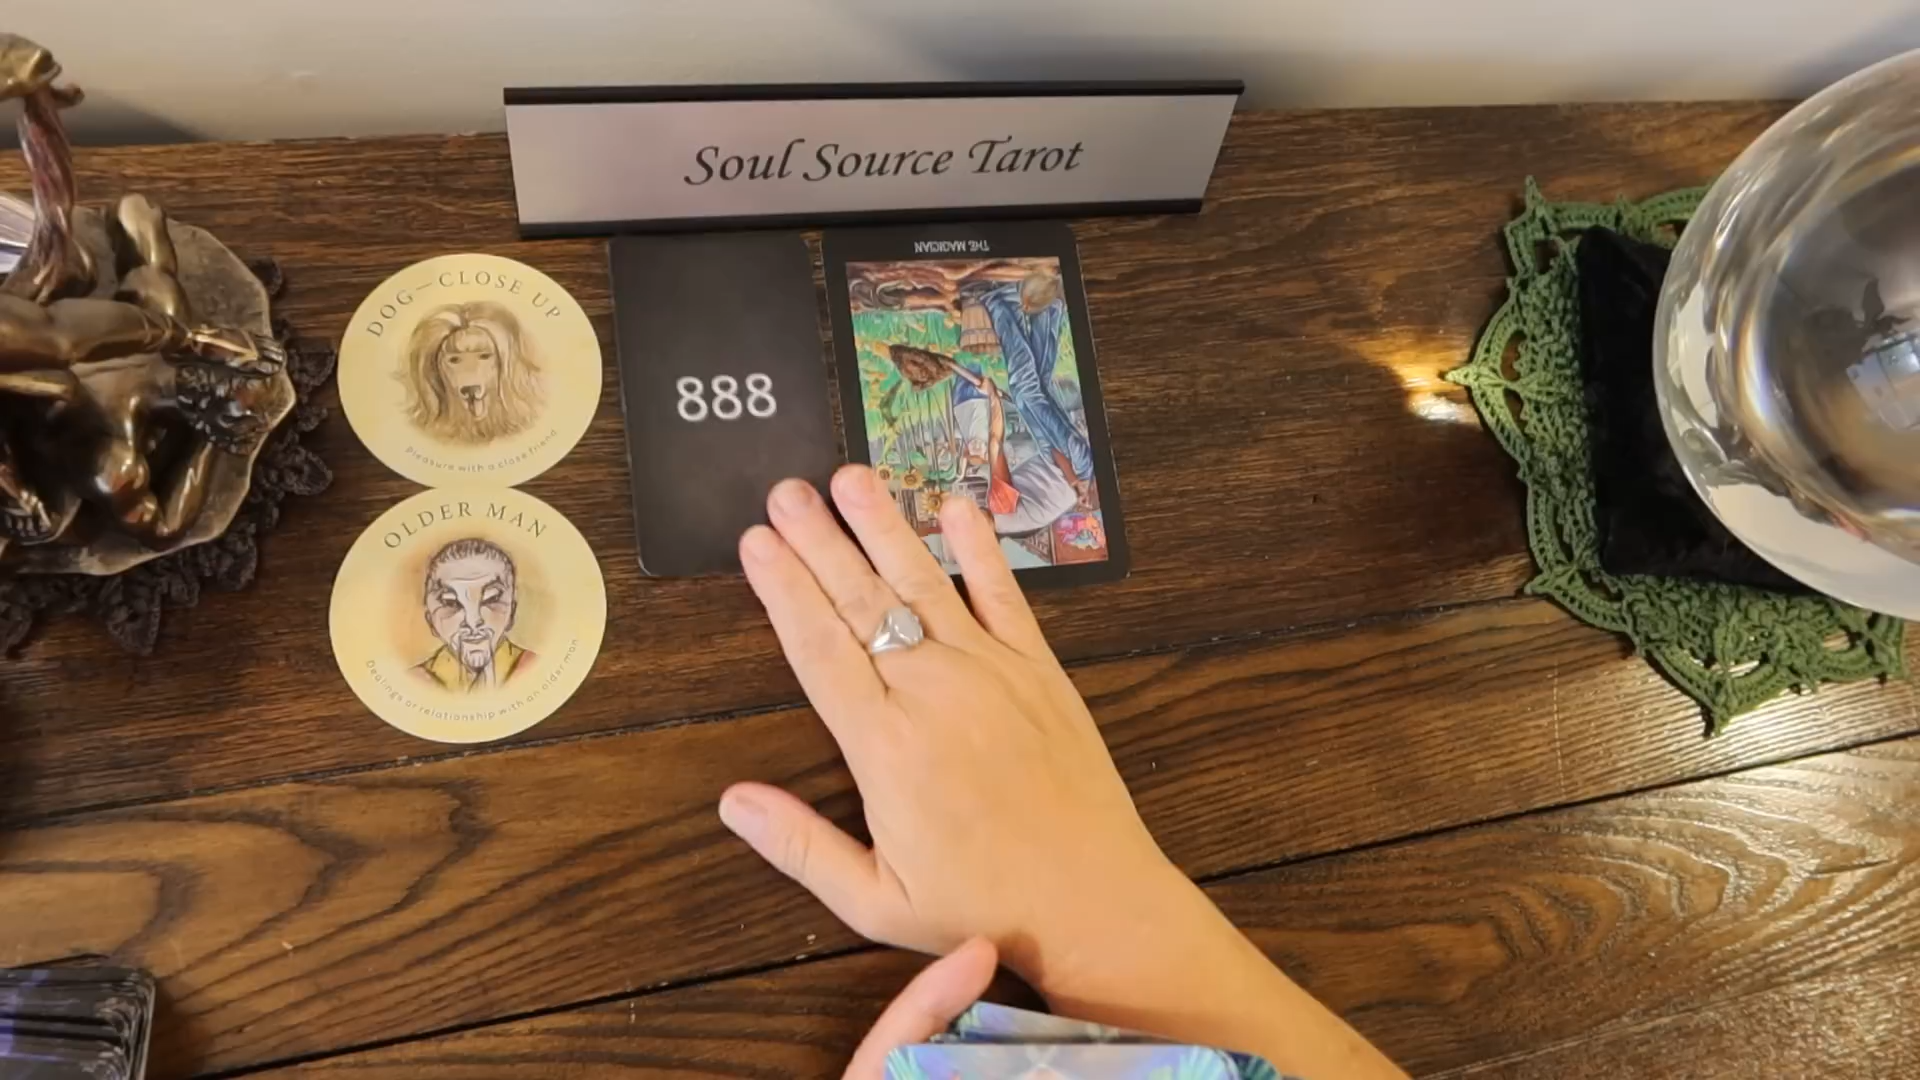 Soul Source Tarot
THE MAGICIAN
DOG—CLOSE UP
Pleasure with a close friend
888
OLDER MAN
Dealings or relationship with an older man